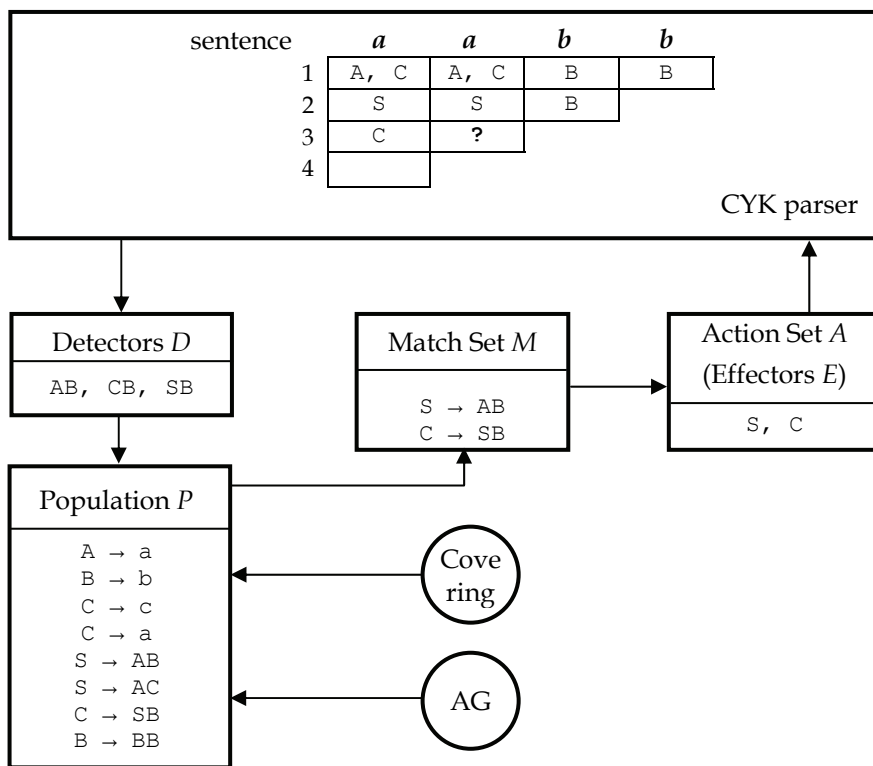 sentence a a b b
1 A, C A, C B B
2 S S B
3 C ?
4
CYK parser
Detectors D
AB, CB, SB
Match Set M
S → AB
C → SB
Action Set A
(Effectors E)
S, C
Population P
A → a
B → b
C → c
C → a
S → AB
S → AC
C → SB
B → BB
Cove
ring
AG